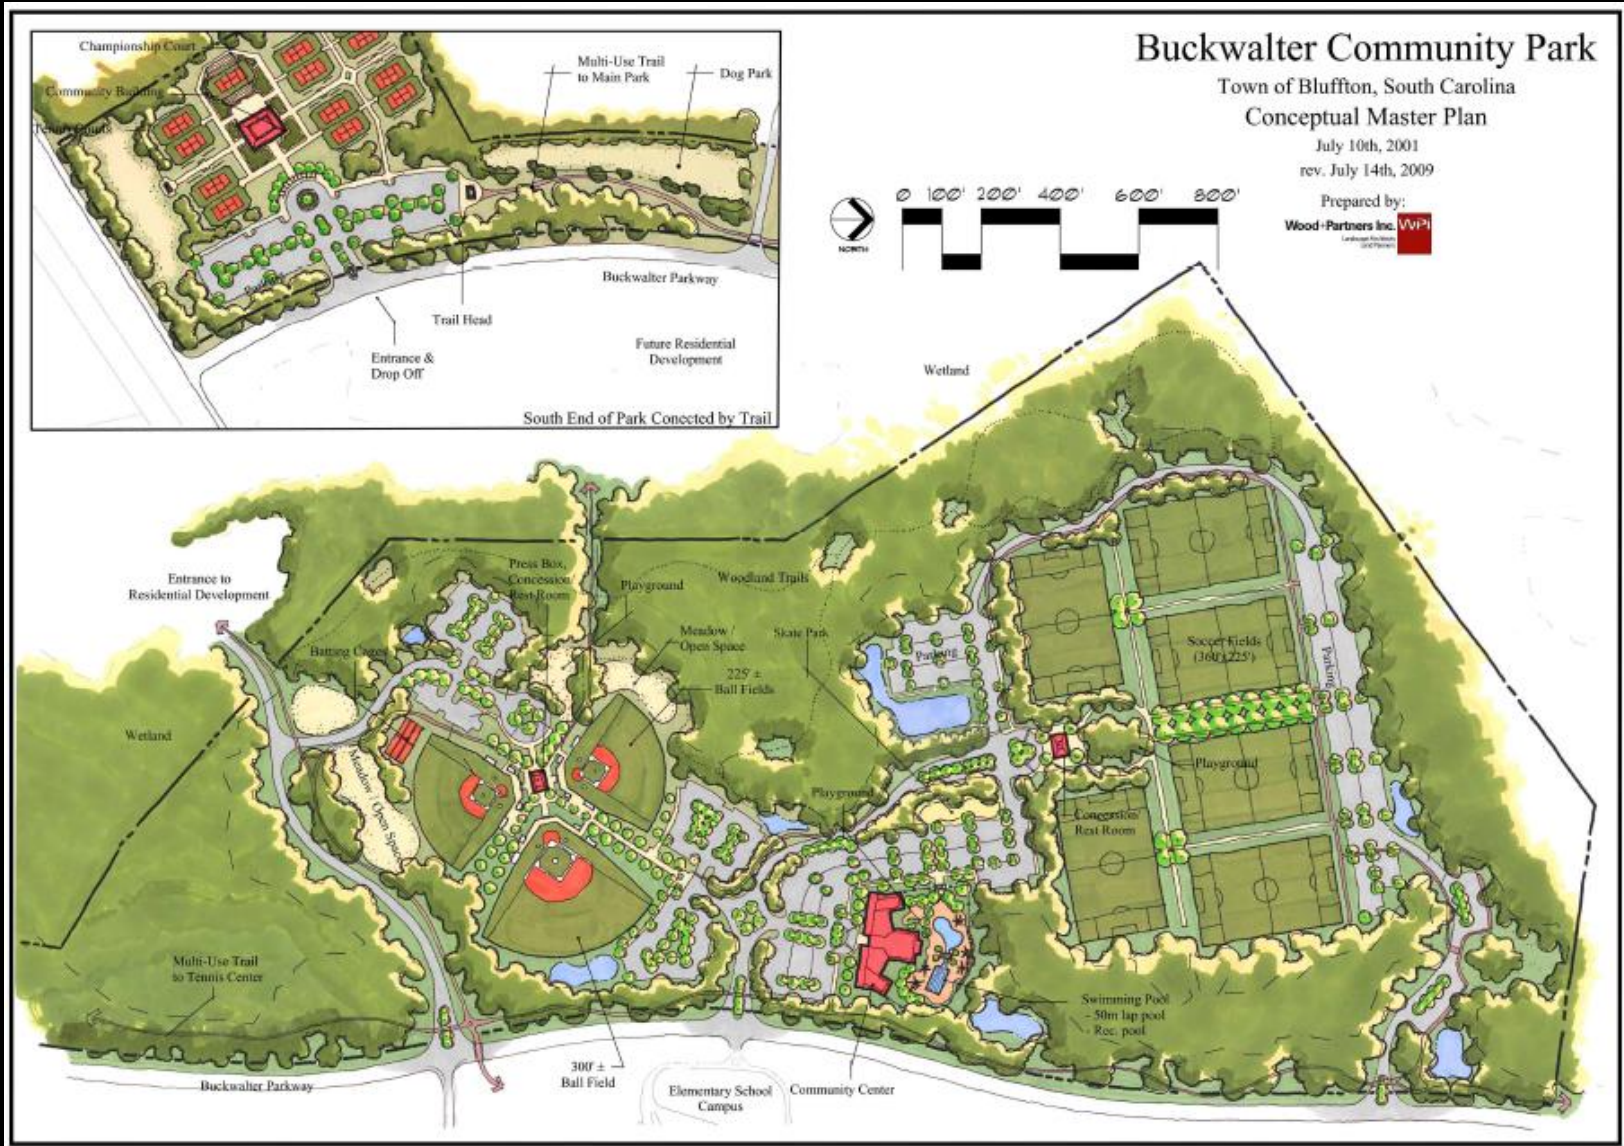 Buckwalter Community Park
Town of Bluffton, South Carolina
Conceptual Master Plan
July 10th, 2001
rev. July 14th, 2009
Prepared by:
Wood+Partners Inc.
WPi
0 100' 200' 400' 600' 800'
NORTH
Championship Court
Community Building
Tennis Courts
Multi-Use Trail
to Main Park
Dog Park
Parking
Buckwalter Parkway
Trail Head
Entrance &
Drop Off
Future Residential
Development
South End of Park Conected by Trail
Wetland
Entrance to
Residential Development
Press Box,
Concession
Rest Room
Playground
Woodland Trails
Meadow /
Open Space
Skate Park
225' ±
Ball Fields
Batting Cages
Parking
Soccer Fields
(360'x225')
Parking
Wetland
Meadow / Open Space
Playground
Playground
Concession/
Rest Room
Multi-Use Trail
to Tennis Center
Swimming Pool
- 50m lap pool
- Rec. pool
300' ±
Ball Field
Buckwalter Parkway
Elementary School
Campus
Community Center